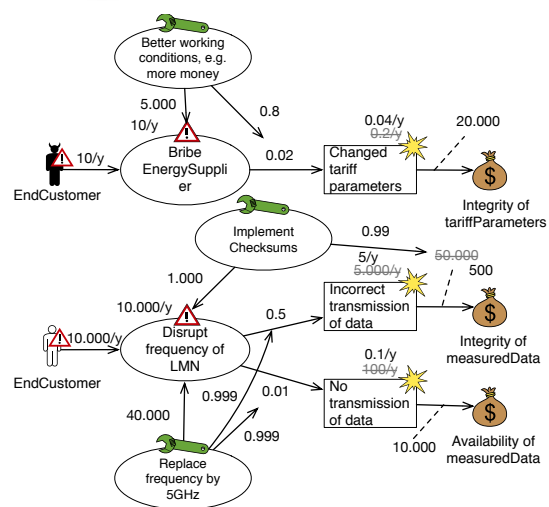 Better working
conditions, e.g.
more money
5.000
0.8
10/y
10/y
Bribe
EnergySuppli
er
0.02
0.04/y
0.2/y
Changed
tariff
parameters
20.000
$
EndCustomer
Integrity of
tariffParameters
Implement
Checksums
0.99
1.000
5/y
5.000/y
50.000
500
10.000/y
10.000/y
Disrupt
frequency of
LMN
0.5
Incorrect
transmission
of data
$
EndCustomer
Integrity of
measuredData
0.1/y
100/y
0.01
0.999
0.999
40.000
No
transmission
of data
10.000
$
Availability of
measuredData
Replace
frequency by
5GHz